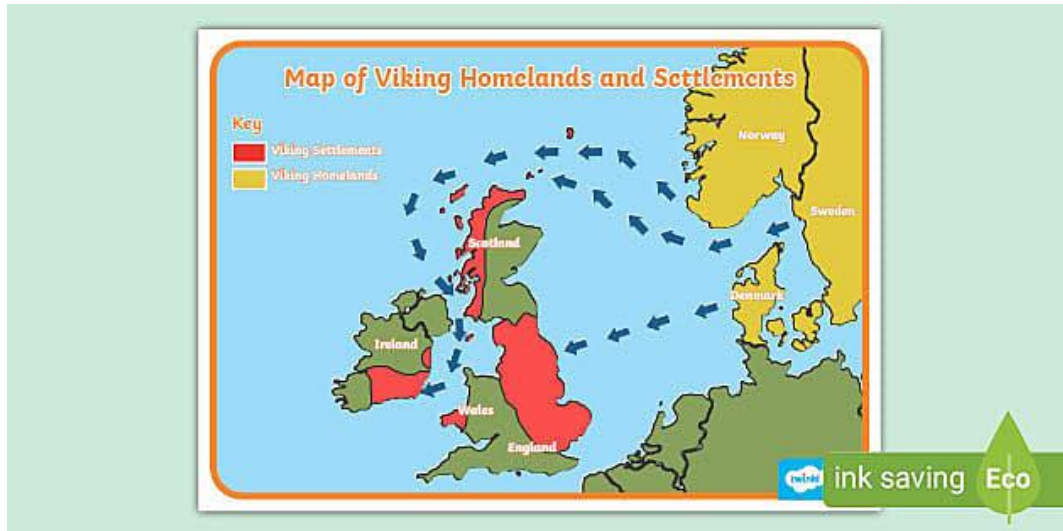 Map of Viking Homelands and Settlements
Key
Viking Settlements
Viking Homelands
Norway
Sweden
Scotland
Denmark
Ireland
Wales
England
twinkl
ink saving
Eco